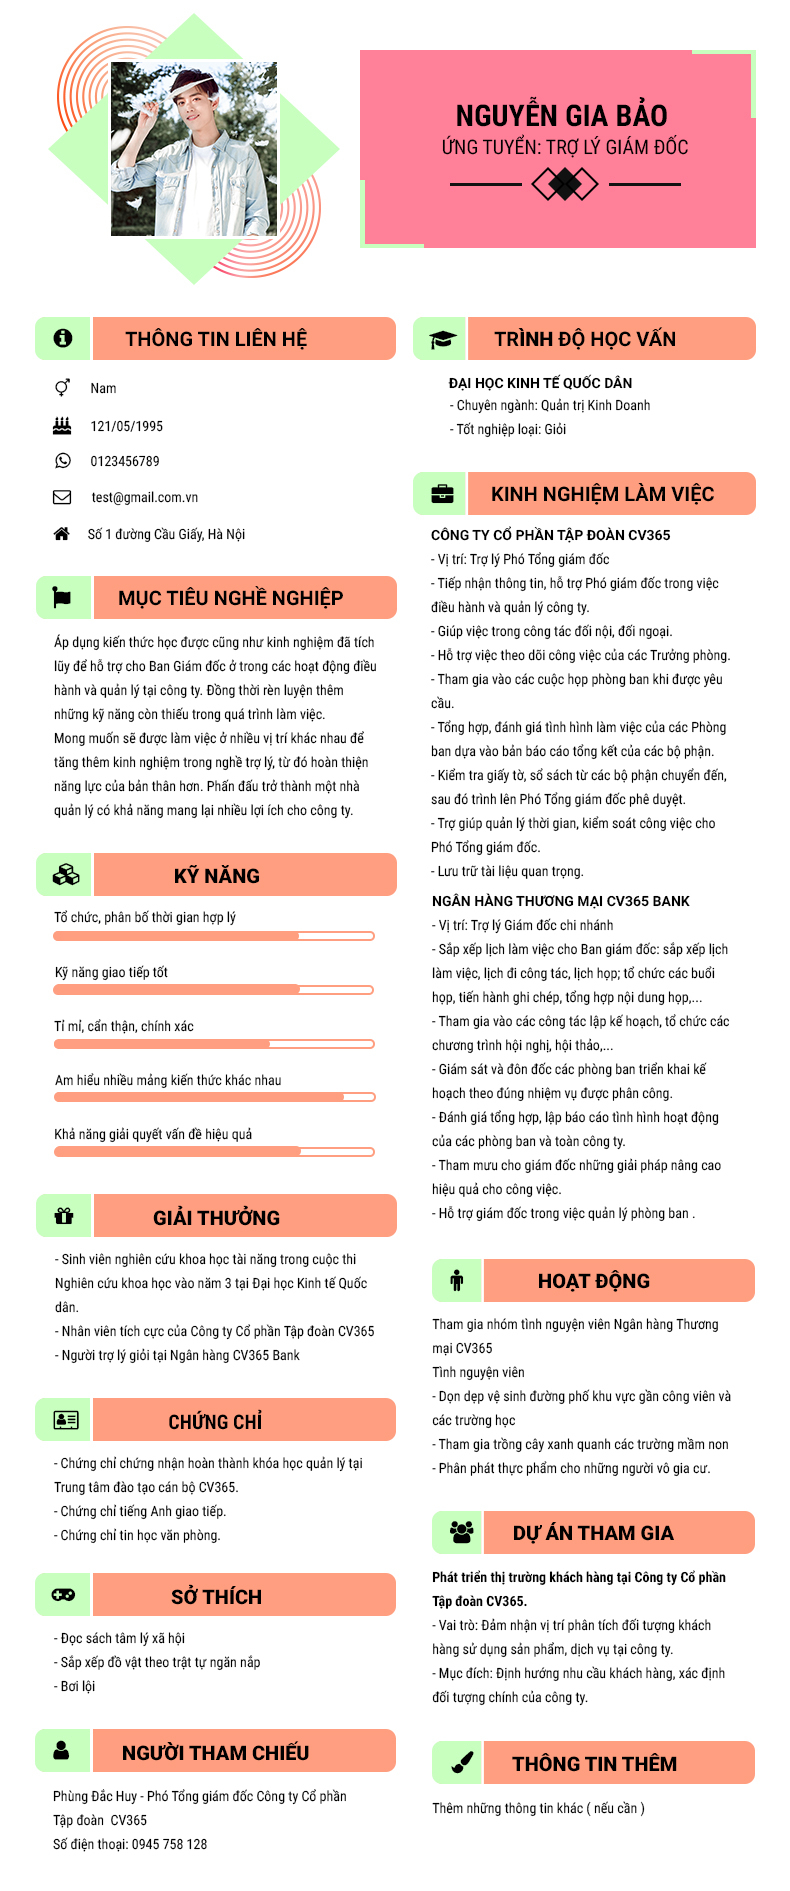 NGUYỄN GIA BẢO
ỨNG TUYỂN: TRỢ LÝ GIÁM ĐỐC
THÔNG TIN LIÊN HỆ
Nam
121/05/1995
0123456789
test@gmail.com.vn
Số 1 đường Cầu Giấy, Hà Nội
MỤC TIÊU NGHỀ NGHIỆP
Áp dụng kiến thức học được cũng như kinh nghiệm đã tích
lũy để hỗ trợ cho Ban Giám đốc ở trong các hoạt động điều
hành và quản lý tại công ty. Đồng thời rèn luyện thêm
những kỹ năng còn thiếu trong quá trình làm việc.
Mong muốn sẽ được làm việc ở nhiều vị trí khác nhau để
tăng thêm kinh nghiệm trong nghề trợ lý, từ đó hoàn thiện
năng lực của bản thân hơn. Phấn đấu trở thành một nhà
quản lý có khả năng mang lại nhiều lợi ích cho công ty.
KỸ NĂNG
Tổ chức, phân bố thời gian hợp lý
Kỹ năng giao tiếp tốt
Tỉ mỉ, cẩn thận, chính xác
Am hiểu nhiều mảng kiến thức khác nhau
Khả năng giải quyết vấn đề hiệu quả
GIẢI THƯỞNG
- Sinh viên nghiên cứu khoa học tài năng trong cuộc thi
Nghiên cứu khoa học vào năm 3 tại Đại học Kinh tế Quốc
dân.
- Nhân viên tích cực của Công ty Cổ phần Tập đoàn CV365
- Người trợ lý giỏi tại Ngân hàng CV365 Bank
CHỨNG CHỈ
- Chứng chỉ chứng nhận hoàn thành khóa học quản lý tại
Trung tâm đào tạo cán bộ CV365.
- Chứng chỉ tiếng Anh giao tiếp.
- Chứng chỉ tin học văn phòng.
SỞ THÍCH
- Đọc sách tâm lý xã hội
- Sắp xếp đồ vật theo trật tự ngăn nắp
- Bơi lội
NGƯỜI THAM CHIẾU
Phùng Đắc Huy - Phó Tổng giám đốc Công ty Cổ phần
Tập đoàn CV365
Số điện thoại: 0945 758 128
TRÌNH ĐỘ HỌC VẤN
ĐẠI HỌC KINH TẾ QUỐC DÂN
- Chuyên ngành: Quản trị Kinh Doanh
- Tốt nghiệp loại: Giỏi
KINH NGHIỆM LÀM VIỆC
CÔNG TY CỔ PHẦN TẬP ĐOÀN CV365
- Vị trí: Trợ lý Phó Tổng giám đốc
- Tiếp nhận thông tin, hỗ trợ Phó giám đốc trong việc
điều hành và quản lý công ty.
- Giúp việc trong công tác đối nội, đối ngoại.
- Hỗ trợ việc theo dõi công việc của các Trưởng phòng.
- Tham gia vào các cuộc họp phòng ban khi được yêu
cầu.
- Tổng hợp, đánh giá tình hình làm việc của các Phòng
ban dựa vào bản báo cáo tổng kết của các bộ phận.
- Kiểm tra giấy tờ, sổ sách từ các bộ phận chuyển đến,
sau đó trình lên Phó Tổng giám đốc phê duyệt.
- Trợ giúp quản lý thời gian, kiểm soát công việc cho
Phó Tổng giám đốc.
- Lưu trữ tài liệu quan trọng.
NGÂN HÀNG THƯƠNG MẠI CV365 BANK
- Vị trí: Trợ lý Giám đốc chi nhánh
- Sắp xếp lịch làm việc cho Ban giám đốc: sắp xếp lịch
làm việc, lịch đi công tác, lịch họp; tổ chức các buổi
họp, tiến hành ghi chép, tổng hợp nội dung họp,...
- Tham gia vào các công tác lập kế hoạch, tổ chức các
chương trình hội nghị, hội thảo,...
- Giám sát và đôn đốc các phòng ban triển khai kế
hoạch theo đúng nhiệm vụ được phân công.
- Đánh giá tổng hợp, lập báo cáo tình hình hoạt động
của các phòng ban và toàn công ty.
- Tham mưu cho giám đốc những giải pháp nâng cao
hiệu quả cho công việc.
- Hỗ trợ giám đốc trong việc quản lý phòng ban .
HOẠT ĐỘNG
Tham gia nhóm tình nguyện viên Ngân hàng Thương
mại CV365
Tình nguyện viên
- Dọn dẹp vệ sinh đường phố khu vực gần công viên và
các trường học
- Tham gia trồng cây xanh quanh các trường mầm non
- Phân phát thực phẩm cho những người vô gia cư.
DỰ ÁN THAM GIA
Phát triển thị trường khách hàng tại Công ty Cổ phần
Tập đoàn CV365.
- Vai trò: Đảm nhận vị trí phân tích đối tượng khách
hàng sử dụng sản phẩm, dịch vụ tại công ty.
- Mục đích: Định hướng nhu cầu khách hàng, xác định
đối tượng chính của công ty.
THÔNG TIN THÊM
Thêm những thông tin khác ( nếu cần )